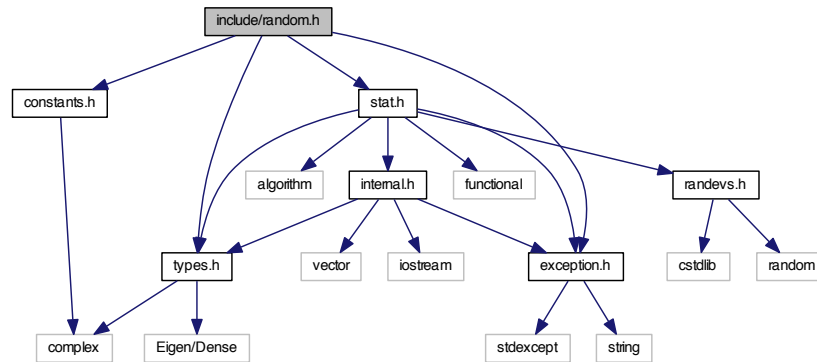 include/random.h
constants.h
stat.h
algorithm
internal.h
functional
randevs.h
types.h
vector
iostream
exception.h
cstdlib
random
complex
Eigen/Dense
stdexcept
string